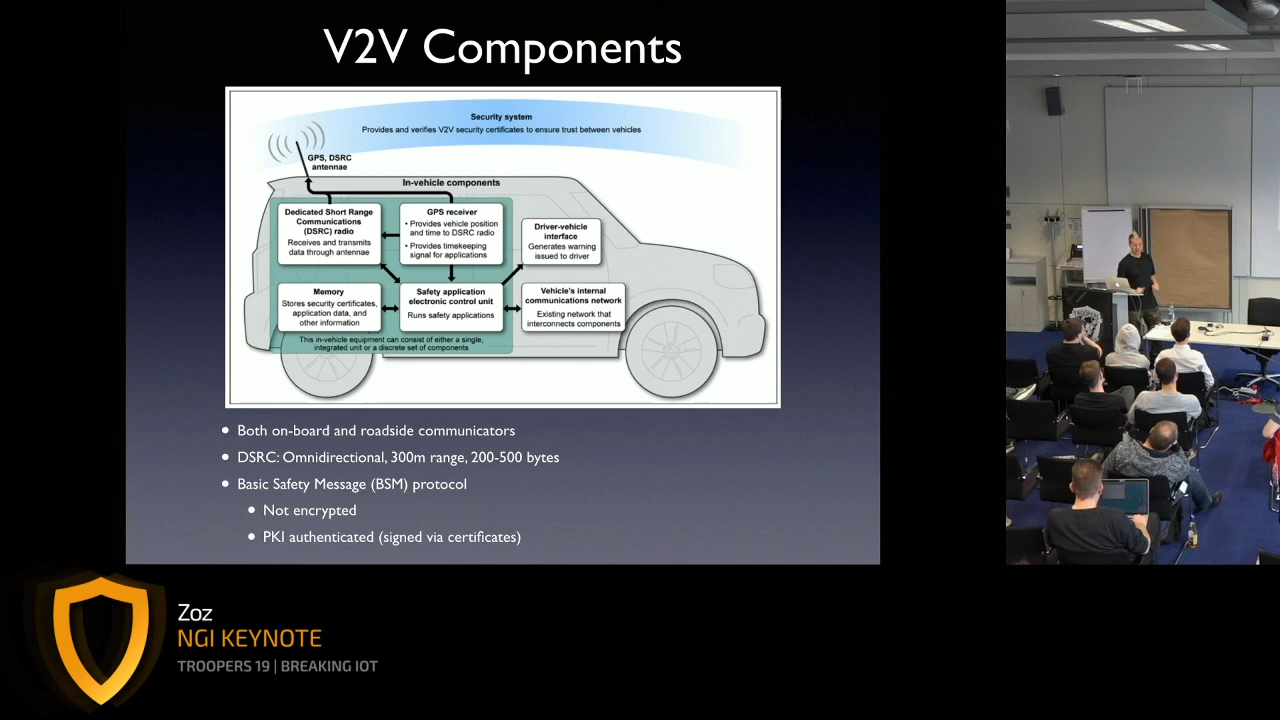 V2V Components
Security system
Provides and verifies V2V security certificates to ensure trust between vehicles
GPS, DSRC
antennae
In-vehicle components
Dedicated Short Range
Communications
(DSRC) radio
Receives and transmits
data through antennae
GPS receiver
• Provides vehicle position
and time to DSRC radio
• Provides timekeeping
signal for applications
Driver-vehicle
interface
Generates warning
issued to driver
Memory
Stores security certificates,
application data, and
other information
Safety application
electronic control unit
Runs safety applications
Vehicle's internal
communications network
Existing network that
interconnects components
This in-vehicle equipment can consist of either a single,
integrated unit or a discrete set of components
• Both on-board and roadside communicators
• DSRC: Omnidirectional, 300m range, 200-500 bytes
• Basic Safety Message (BSM) protocol
• Not encrypted
• PKI authenticated (signed via certificates)
Zoz
NGI KEYNOTE
TROOPERS 19 | BREAKING IOT